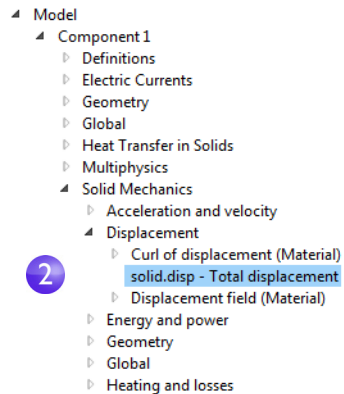 Model
Component 1
Definitions
Electric Currents
Geometry
Global
Heat Transfer in Solids
Multiphysics
Solid Mechanics
Acceleration and velocity
Displacement
Curl of displacement (Material)
2 solid.disp - Total displacement
Displacement field (Material)
Energy and power
Geometry
Global
Heating and losses